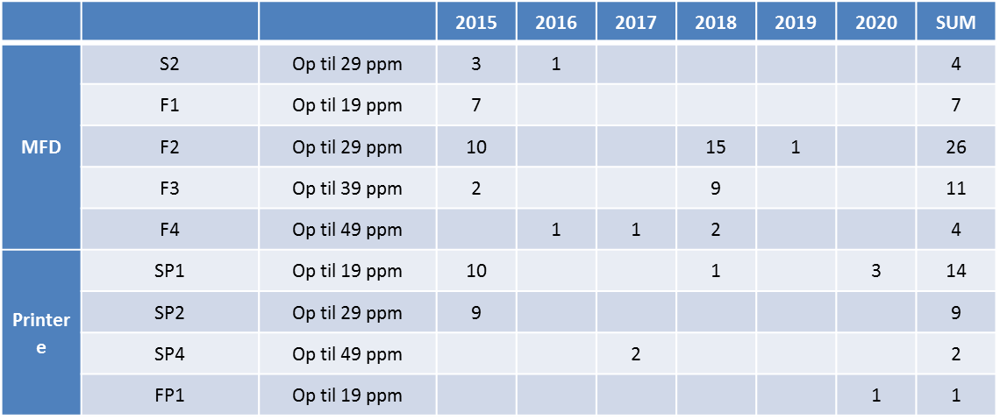 2015 2016 2017 2018 2019 2020 SUM
MFD
S2 Op til 29 ppm 3 1 4
F1 Op til 19 ppm 7 7
F2 Op til 29 ppm 10 15 1 26
F3 Op til 39 ppm 2 9 11
F4 Op til 49 ppm 1 1 2 4
Printer
e
SP1 Op til 19 ppm 10 1 3 14
SP2 Op til 29 ppm 9 9
SP4 Op til 49 ppm 2 2
FP1 Op til 19 ppm 1 1